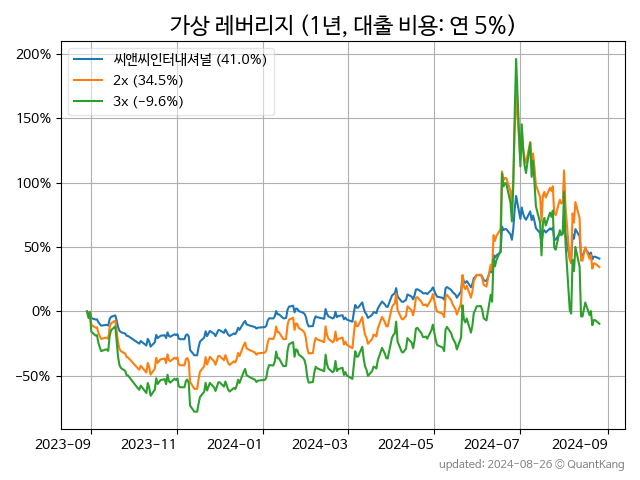 가상 레버리지 (1년, 대출 비용: 연 5%)
씨앤씨인터내셔널 (41.0%)
2x (34.5%)
3x (-9.6%)
200%
150%
100%
50%
0%
−50%
2023-09
2023-11
2024-01
2024-03
2024-05
2024-07
2024-09
updated: 2024-08-26 © QuantKang